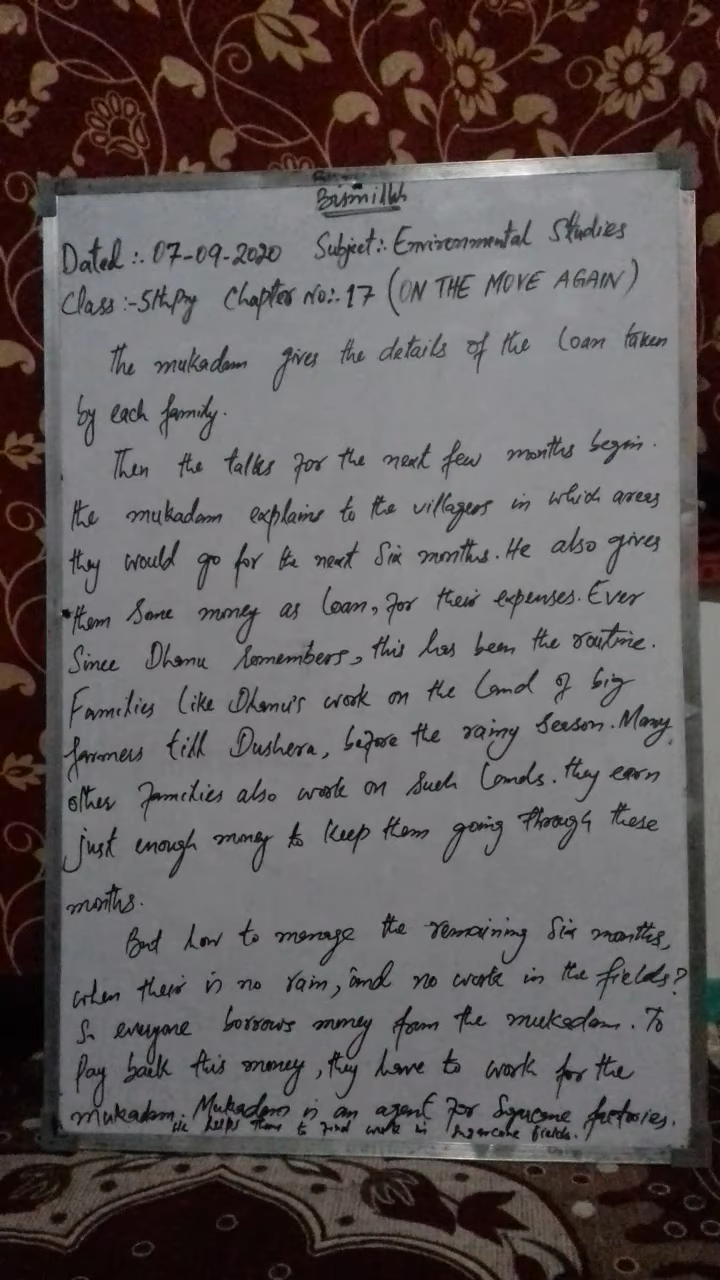 Bismillh
Dated :. 07-09-2020 Subject:. Environmental Studies
Class :- 5th Pry Chapter No:. 17 (ON THE MOVE AGAIN)
The mukadam gives the details of the loan taken
by each family.
Then the talks for the next few months begin.
the mukadam explains to the villagers in which areas
they would go for the next six months. He also gives
them some money as loan, for their expenses. Ever
Since Dhanu remembers, this has been the routine.
Families like Dhanu's work on the land of big
farmers till Dushera, before the rainy season. Many
other families also work on such lands. they earn
just enough money to keep them going through these
months.
But how to manage the remaining six months,
when their is no rain, and no work in the fields?
So everyone borrows money from the mukadam. To
Pay back this money, they have to work for the
mukadam. Mukadam is an agent for Sgucane factories.
He helps them to find work in sugarcane fields.